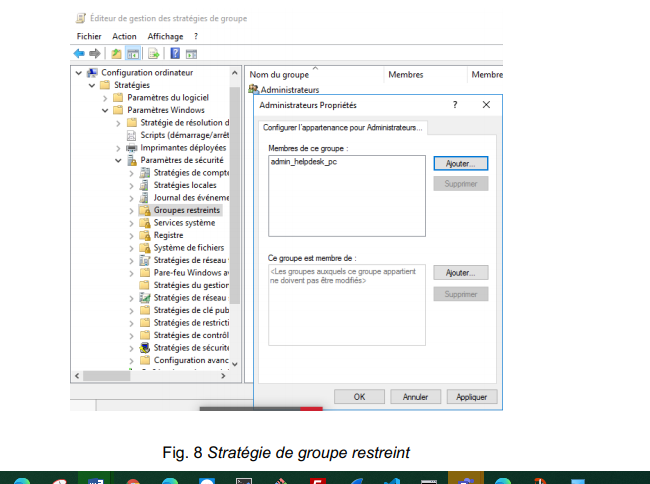 Éditeur de gestion des stratégies de groupe
Fichier Action Affichage ?
Configuration ordinateur
Stratégies
Paramètres du logiciel
Paramètres Windows
Stratégie de résolution d
Scripts (démarrage/arrêt
Imprimantes déployées
Paramètres de sécurité
Stratégies de compte
Stratégies locales
Journal des événeme
Groupes restreints
Services système
Registre
Système de fichiers
Stratégies de réseau
Pare-feu Windows av
Stratégies du gestion
Stratégies de réseau
Stratégies de clé pub
Stratégies de restricti
Stratégies de contrôl
Stratégies de sécurité
Configuration avanc
Nom du groupe Membres Membre
Administrateurs
Administrateurs Propriétés ? ×
Configurer l'appartenance pour Administrateurs...
Membres de ce groupe :
admin_helpdesk_pc
Ajouter...
Supprimer
Ce groupe est membre de :
<Les groupes auxquels ce groupe appartient
ne doivent pas être modifiés>
Ajouter...
Supprimer
OK Annuler Appliquer
Fig. 8 Stratégie de groupe restreint